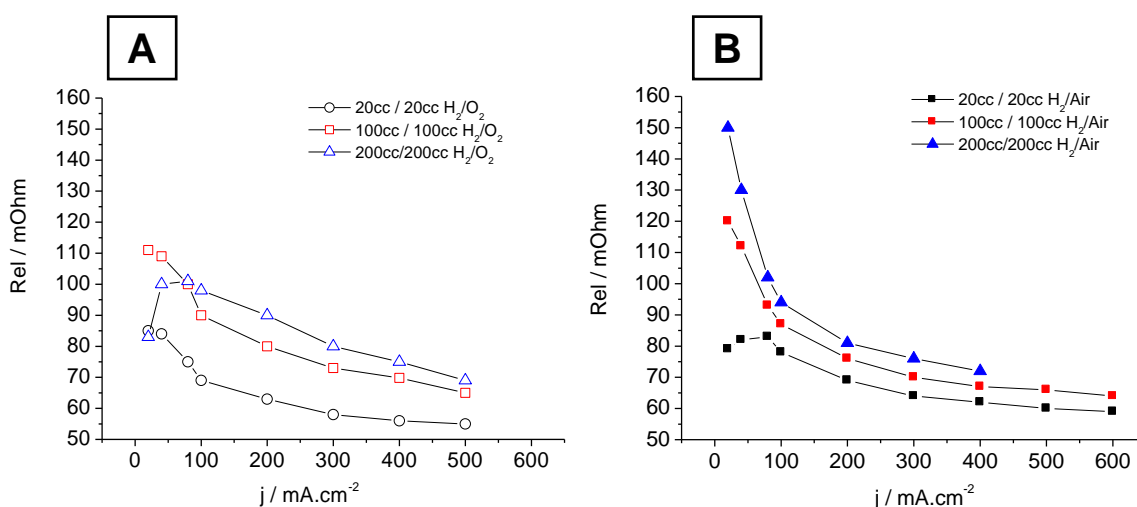 A
160
150
140
130
120
110
100
90
80
70
60
50
Rel / mOhm
0 100 200 300 400 500 600
j / mA.cm-2
20cc / 20cc H2/O2
100cc / 100cc H2/O2
200cc/200cc H2/O2
B
160
150
140
130
120
110
100
90
80
70
60
50
Rel / mOhm
0 100 200 300 400 500 600
j / mA.cm-2
20cc / 20cc H2/Air
100cc / 100cc H2/Air
200cc/200cc H2/Air